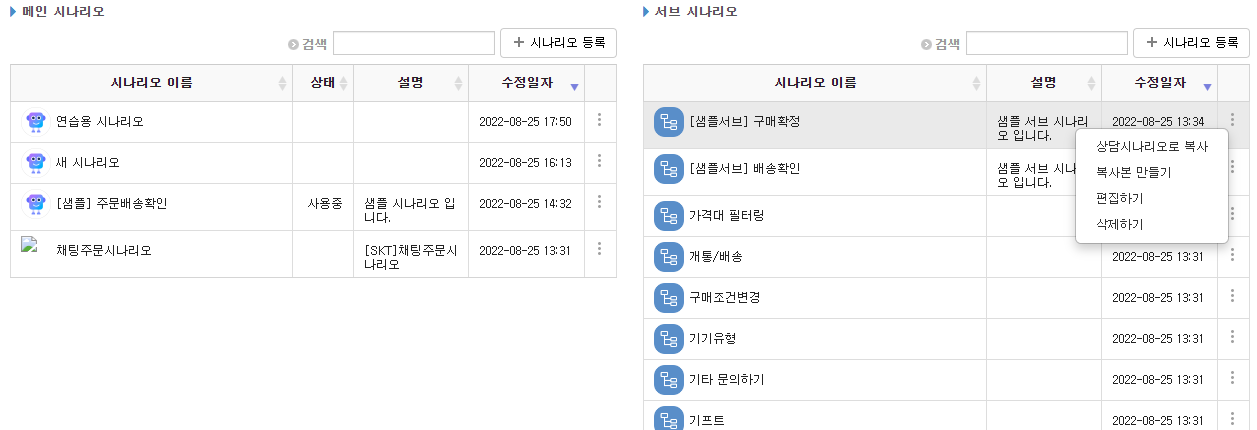 메인 시나리오
검색
+ 시나리오 등록
시나리오 이름 상태 설명 수정일자
연습용 시나리오 2022-08-25 17:50
새 시나리오 2022-08-25 16:13
[샘플] 주문배송확인 사용중 샘플 시나리오 입
니다. 2022-08-25 14:32
채팅주문시나리오 [SKT]채팅주문시
나리오 2022-08-25 13:31
서브 시나리오
검색
+ 시나리오 등록
시나리오 이름 설명 수정일자
[샘플서브] 구매확정 샘플 서브 시나리
오 입니다. 2022-08-25 13:34
[샘플서브] 배송확인 샘플 서브 시나
오 입니다.
가격대 필터링
개통/배송 2022-08-25 13:31
구매조건변경 2022-08-25 13:31
기기유형 2022-08-25 13:31
기타 문의하기 2022-08-25 13:31
기프트 2022-08-25 13:31
상담시나리오로 복사
복사본 만들기
편집하기
삭제하기